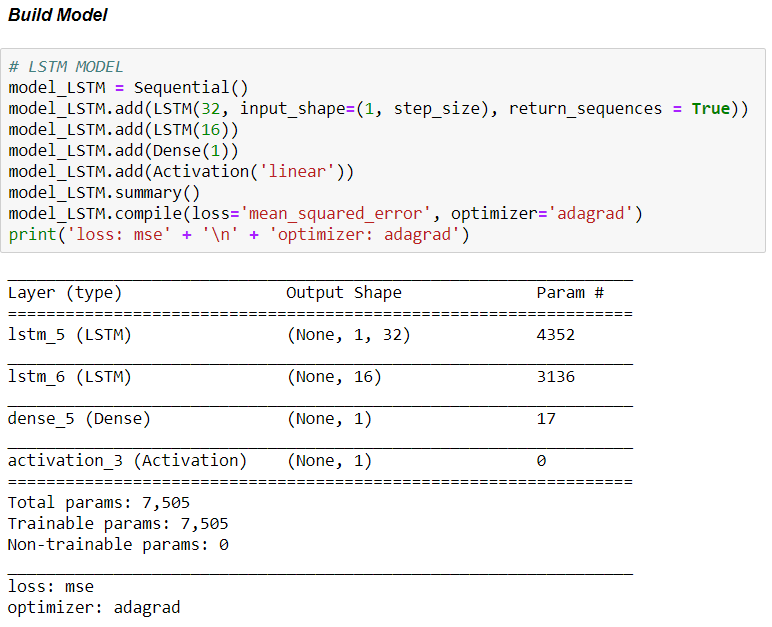 Build Model
# LSTM MODEL
model_LSTM = Sequential()
model_LSTM.add(LSTM(32, input_shape=(1, step_size), return_sequences = True))
model_LSTM.add(LSTM(16))
model_LSTM.add(Dense(1))
model_LSTM.add(Activation('linear'))
model_LSTM.summary()
model_LSTM.compile(loss='mean_squared_error', optimizer='adagrad')
print('loss: mse' + '\n' + 'optimizer: adagrad')
_________________________________________________________________
Layer (type)                 Output Shape              Param #
=================================================================
lstm_5 (LSTM)                (None, 1, 32)             4352
_________________________________________________________________
lstm_6 (LSTM)                (None, 16)                3136
_________________________________________________________________
dense_5 (Dense)              (None, 1)                 17
_________________________________________________________________
activation_3 (Activation)    (None, 1)                 0
=================================================================
Total params: 7,505
Trainable params: 7,505
Non-trainable params: 0
_________________________________________________________________
loss: mse
optimizer: adagrad